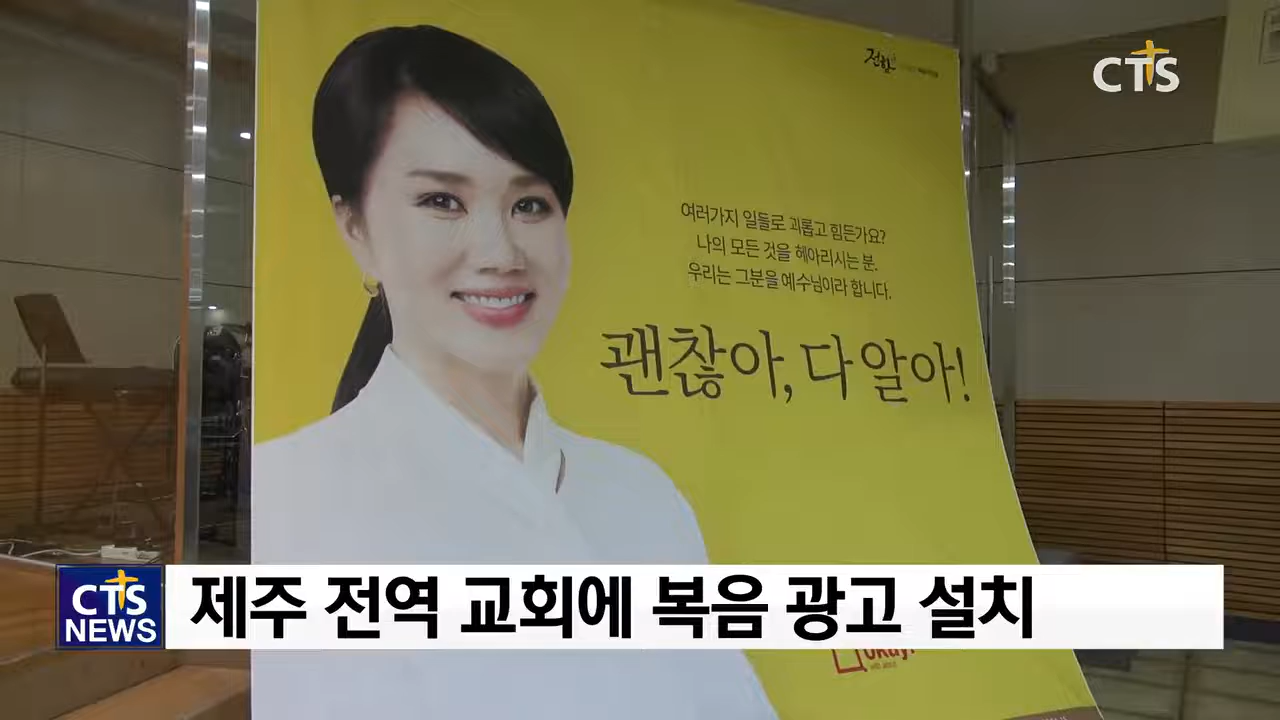 전함
CTS
여러가지 일들로 괴롭고 힘든가요?
나의 모든 것을 헤아리시는 분.
우리는 그분을 예수님이라 합니다.
괜찮아, 다 알아!
CTS
NEWS
제주 전역 교회에 복음 광고 설치
okay!